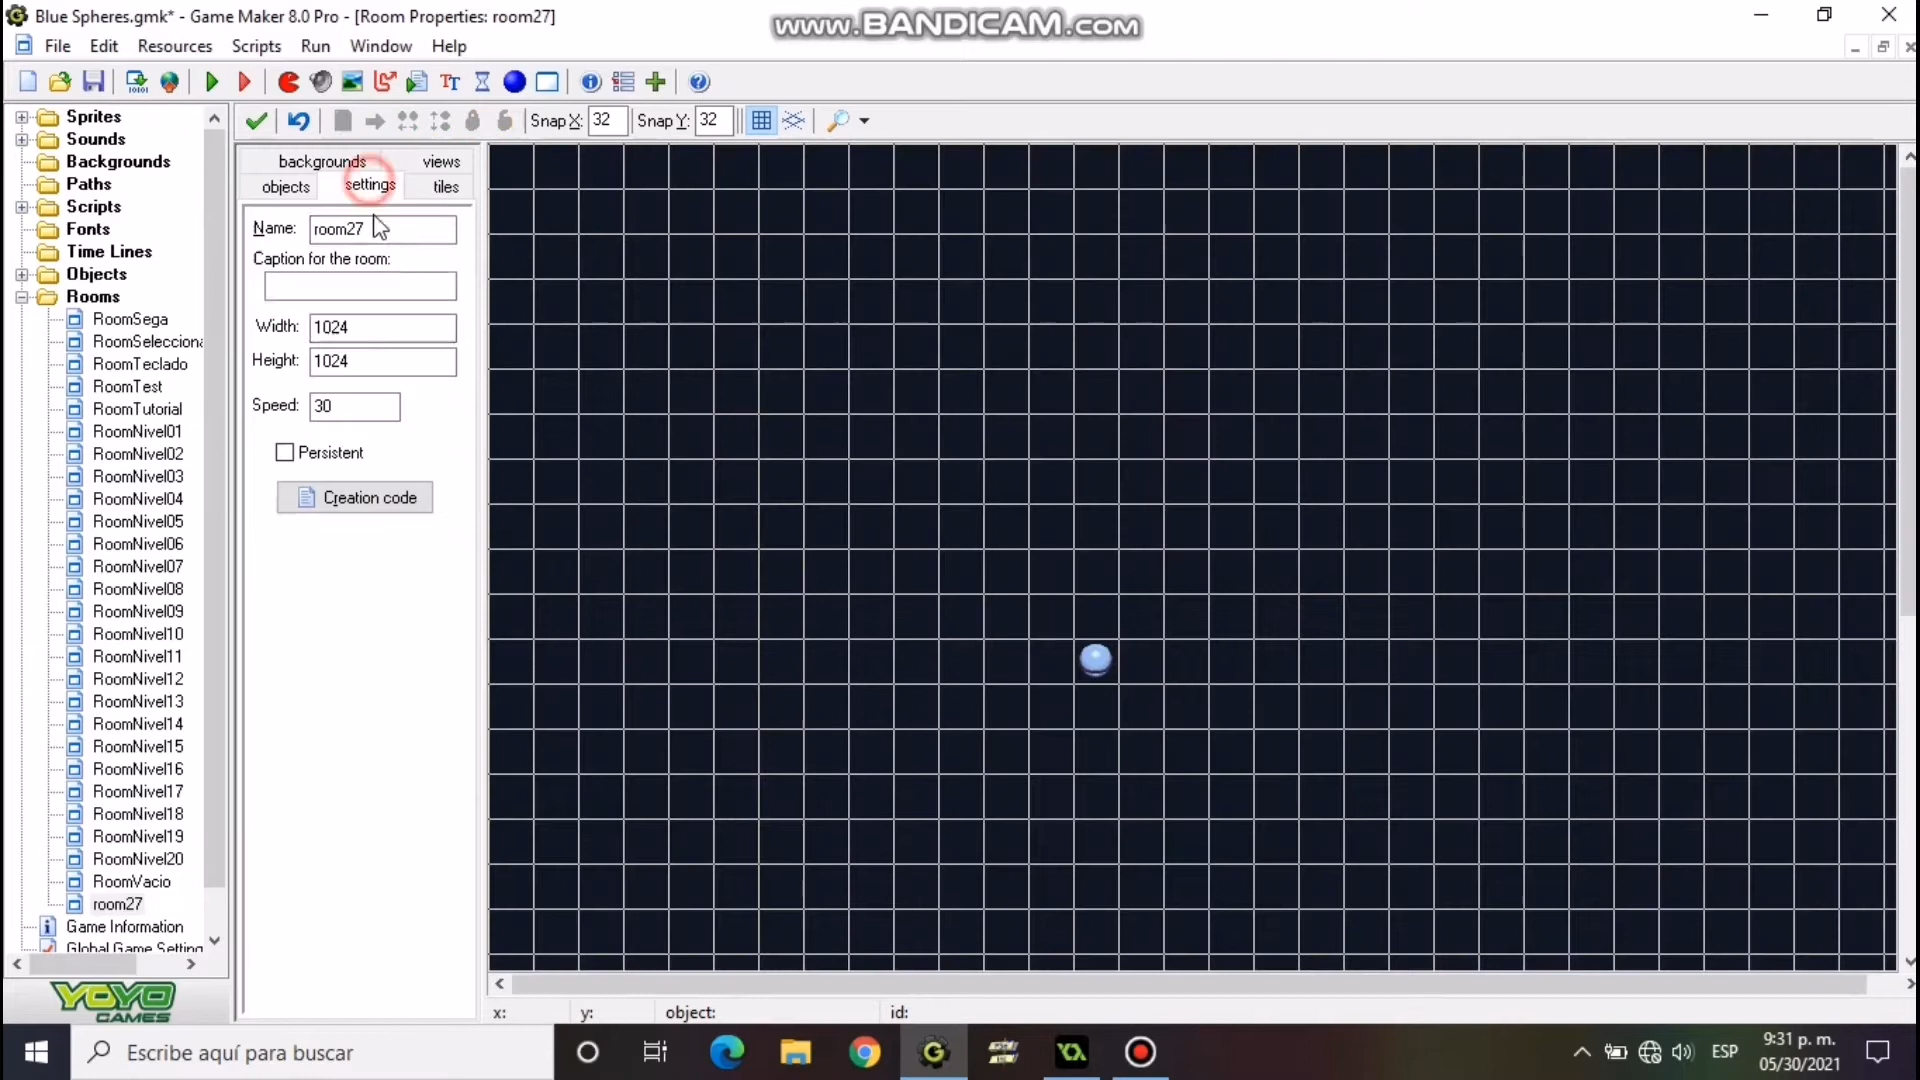 Blue Spheres.gmk* - Game Maker 8.0 Pro - [Room Properties: room27]
www.BANDICAM.com
File Edit Resources Scripts Run Window Help
Snap X: 32 Snap Y: 32
Sprites
Sounds
Backgrounds
Paths
Scripts
Fonts
Time Lines
Objects
Rooms
RoomSega
RoomSelecciona
RoomTeclado
RoomTest
RoomTutorial
RoomNivel01
RoomNivel02
RoomNivel03
RoomNivel04
RoomNivel05
RoomNivel06
RoomNivel07
RoomNivel08
RoomNivel09
RoomNivel10
RoomNivel11
RoomNivel12
RoomNivel13
RoomNivel14
RoomNivel15
RoomNivel16
RoomNivel17
RoomNivel18
RoomNivel19
RoomNivel20
RoomVacio
room27
Game Information
Global Game Setting
YOYO
GAMES
backgrounds views
objects settings tiles
Name: room27
Caption for the room:
Width: 1024
Height: 1024
Speed: 30
Persistent
Creation code
x: y: object: id:
Escribe aquí para buscar
ESP
9:31 p. m.
05/30/2021